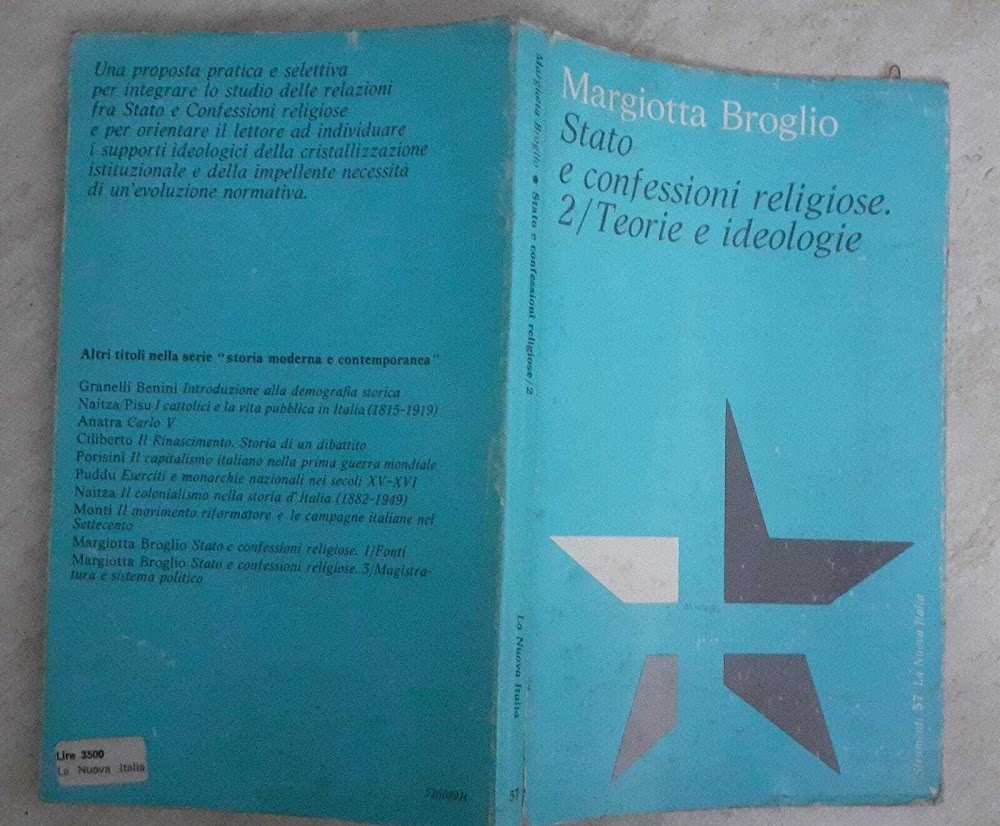 Una proposta pratica e selettiva
per integrare lo studio delle relazioni
fra Stato e Confessioni religiose
e per orientare il lettore ad individuare
i supporti ideologici della cristallizzazione
istituzionale e della impellente necessità
di un'evoluzione normativa.
Altri titoli nella serie "storia moderna e contemporanea"
Granelli Benini Introduzione alla demografia storica
Naitza/Pisu I cattolici e la vita pubblica in Italia (1815-1919)
Anatra Carlo V
Ciliberto Il Rinascimento. Storia di un dibattito
Porisini Il capitalismo italiano nella prima guerra mondiale
Puddu Eserciti e monarchie nazionali nei secoli XV-XVI
Naitza Il colonialismo nella storia d'Italia (1882-1949)
Monti Il movimento riformatore e le campagne italiane nel
Settecento
Margiotta Broglio Stato e confessioni religiose. 1/Fonti
Margiotta Broglio Stato e confessioni religiose. 3/Magistra-
tura e sistema politico
Lire 3500
La Nuova Italia
Margiotta Broglio • Stato e confessioni religiose/2
La Nuova Italia
57
Margiotta Broglio
Stato
e confessioni religiose.
2/Teorie e ideologie
Strumenti 57 La Nuova Italia